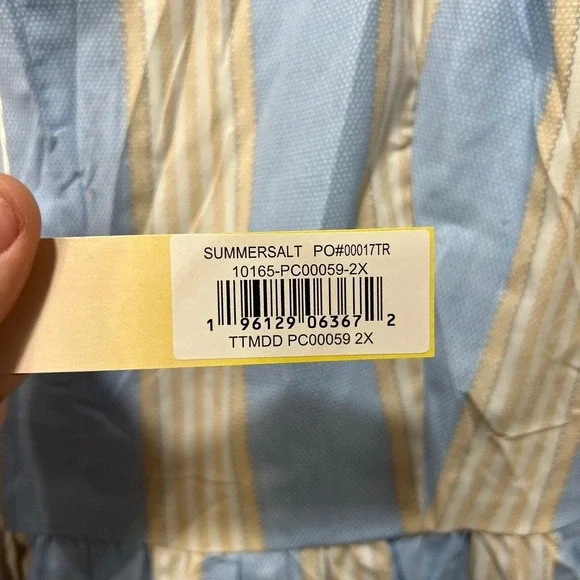 SUMMERSALT PO#00017TR
10165-PC00059-2X
1 96129 06367 2
TTMDD PC00059 2X